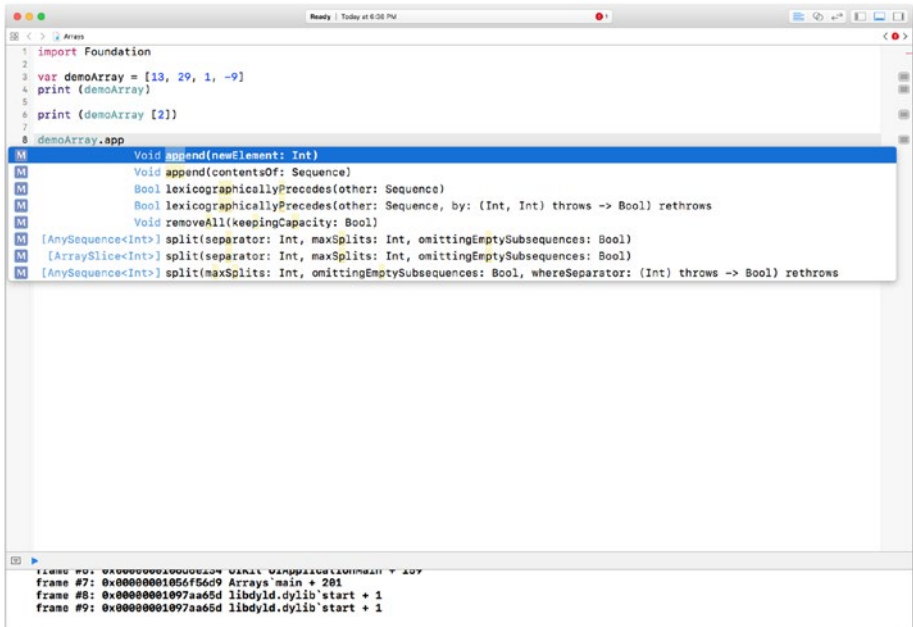 Ready | Today at 6:08 PM
1
Arrays
1 import Foundation
2
3 var demoArray = [13, 29, 1, -9]
4 print (demoArray)
5
6 print (demoArray [2])
7
8 demoArray.app
M Void append(newElement: Int)
M Void append(contentsOf: Sequence)
M Bool lexicographicallyPrecedes(other: Sequence)
M Bool lexicographicallyPrecedes(other: Sequence, by: (Int, Int) throws -> Bool) rethrows
M Void removeAll(keepingCapacity: Bool)
M [AnySequence<Int>] split(separator: Int, maxSplits: Int, omittingEmptySubsequences: Bool)
M [ArraySlice<Int>] split(separator: Int, maxSplits: Int, omittingEmptySubsequences: Bool)
M [AnySequence<Int>] split(maxSplits: Int, omittingEmptySubsequences: Bool, whereSeparator: (Int) throws -> Bool) rethrows
UIKit`UIApplicationMain + 159
frame #7: 0x00000001056f56d9 Arrays`main + 201
frame #8: 0x00000001097aa65d libdyld.dylib`start + 1
frame #9: 0x00000001097aa65d libdyld.dylib`start + 1